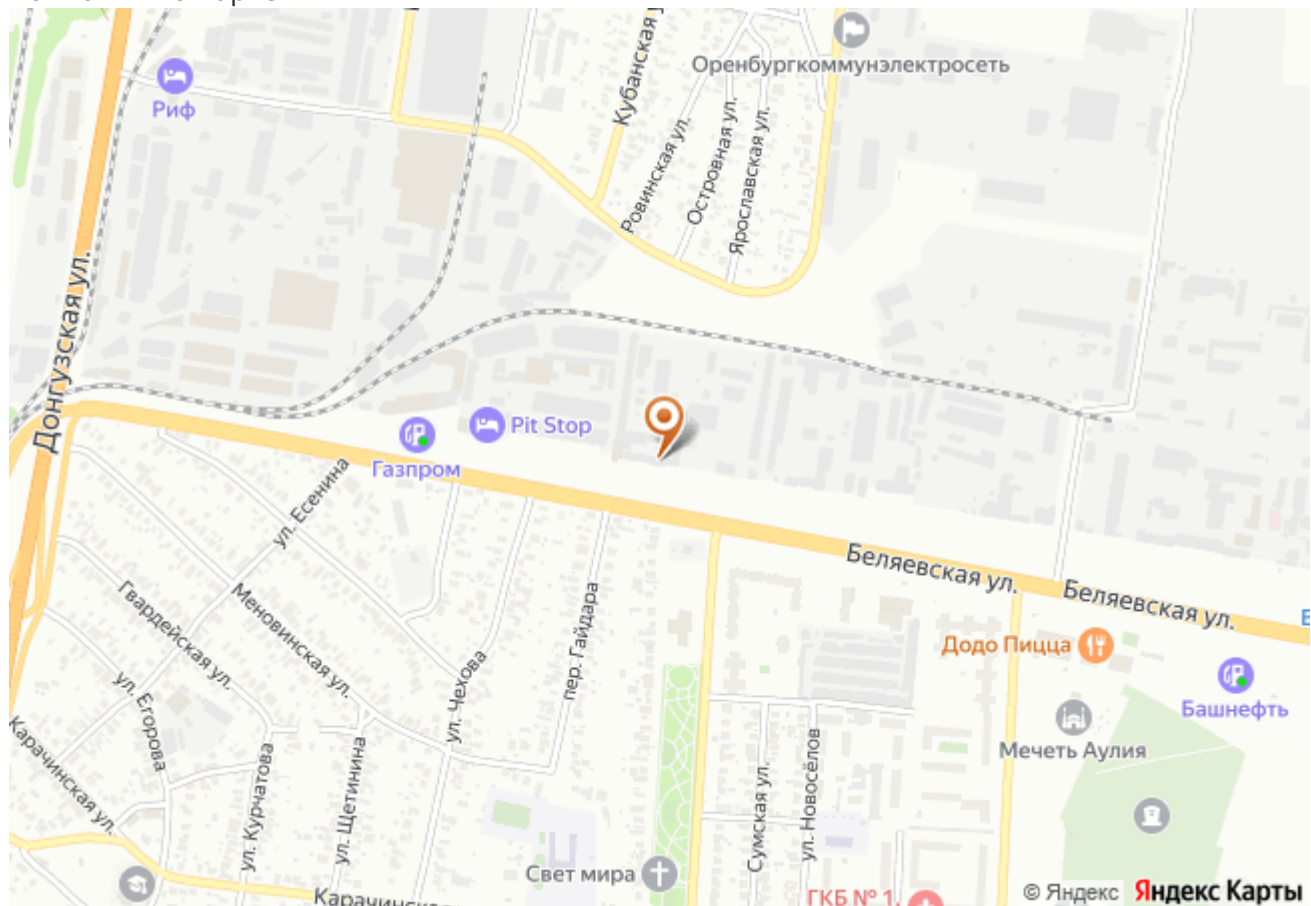 Оренбургкоммунэлектросеть
Кубанская
Риф
Ровинская ул.
Островная ул.
Ярославская ул.
Донгузская ул.
Pit Stop
Газпром
ул. Есенина
Беляевская ул.
Беляевская ул.
Гвардейская ул.
Меновинская ул.
пер. Гайдара
Додо Пицца
ул. Чехова
ул. Егорова
Башнефть
Мечеть Аулия
Карачинская ул.
ул. Курчатова
ул. Щетинина
Сумская ул.
ул. Новосёлов
Свет мира
Карачинская
ГКБ № 1,
© Яндекс Яндекс Карты